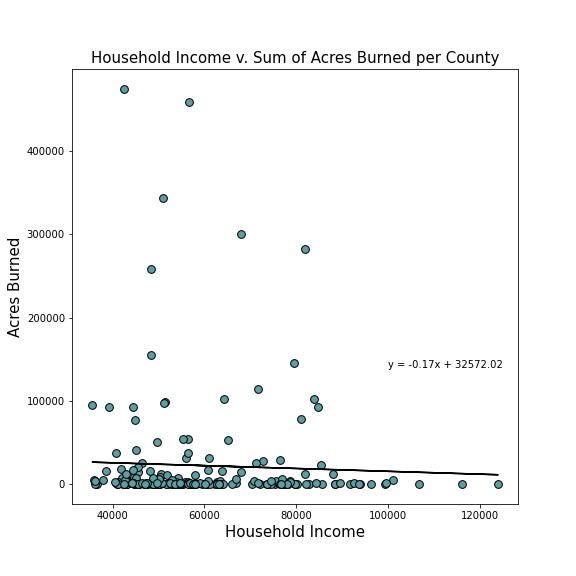 Household Income v. Sum of Acres Burned per County
400000
300000
200000
100000
0
Acres Burned
y = -0.17x + 32572.02
40000 60000 80000 100000 120000
Household Income